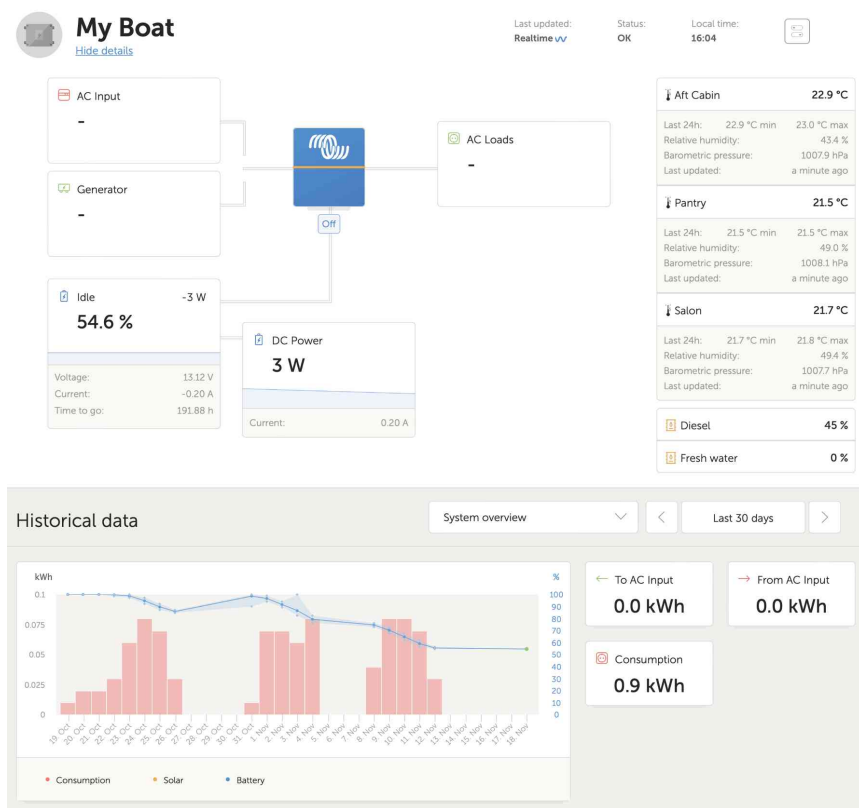 My Boat
Hide details
Last updated:
Realtime
Status:
OK
Local time:
16:04
AC Input
-
Generator
-
Off
AC Loads
-
Idle -3 W
54.6 %
Voltage: 13.12 V
Current: -0.20 A
Time to go: 191.88 h
DC Power
3 W
Current: 0.20 A
Aft Cabin 22.9 °C
Last 24h: 22.9 °C min 23.0 °C max
Relative humidity: 43.4 %
Barometric pressure: 1007.9 hPa
Last updated: a minute ago
Pantry 21.5 °C
Last 24h: 21.5 °C min 21.5 °C max
Relative humidity: 49.0 %
Barometric pressure: 1008.1 hPa
Last updated: a minute ago
Salon 21.7 °C
Last 24h: 21.7 °C min 21.8 °C max
Relative humidity: 49.4 %
Barometric pressure: 1007.7 hPa
Last updated: a minute ago
Diesel 45 %
Fresh water 0 %
Historical data
System overview
Last 30 days
kWh
0.1
0.075
0.05
0.025
0
%
100
90
80
70
60
50
40
30
20
10
0
19. Oct
20. Oct
21. Oct
22. Oct
23. Oct
24. Oct
25. Oct
26. Oct
27. Oct
28. Oct
29. Oct
30. Oct
31. Oct
1. Nov
2. Nov
3. Nov
4. Nov
5. Nov
6. Nov
7. Nov
8. Nov
9. Nov
10. Nov
11. Nov
12. Nov
13. Nov
14. Nov
15. Nov
16. Nov
17. Nov
18. Nov
Consumption Solar Battery
← To AC Input
0.0 kWh
→ From AC Input
0.0 kWh
Consumption
0.9 kWh